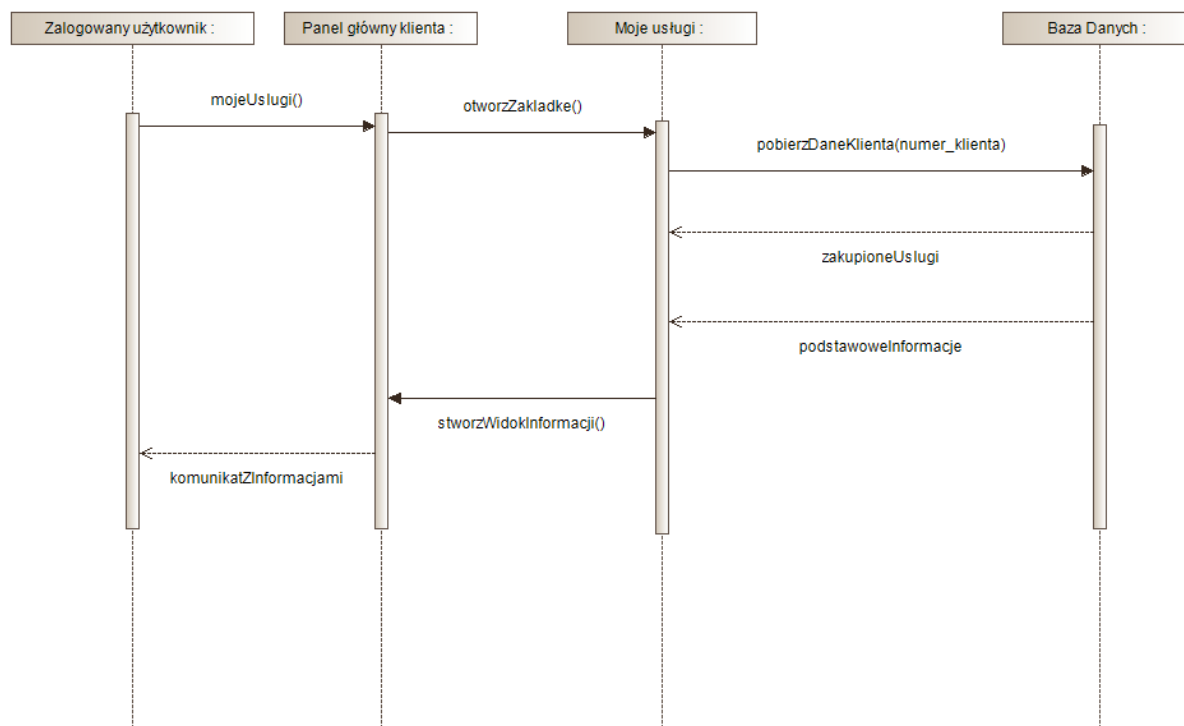 Zalogowany użytkownik :
Panel główny klienta :
Moje usługi :
Baza Danych :
mojeUslugi()
otworzZakladke()
pobierzDaneKlienta(numer_klienta)
zakupioneUslugi
podstawoweInformacje
stworzWidokInformacji()
komunikatZInformacjami